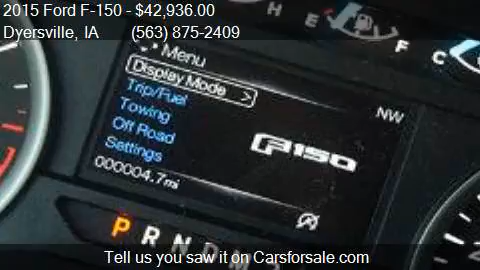 2015 Ford F-150 - $42,936.00
Dyersville, IA (563) 875-2409
H
E F C
Menu
Display Mode >
NW
Trip/Fuel
Towing
Off Road
Settings
F150
000004.7mi
P R N D M
Tell us you saw it on Carsforsale.com